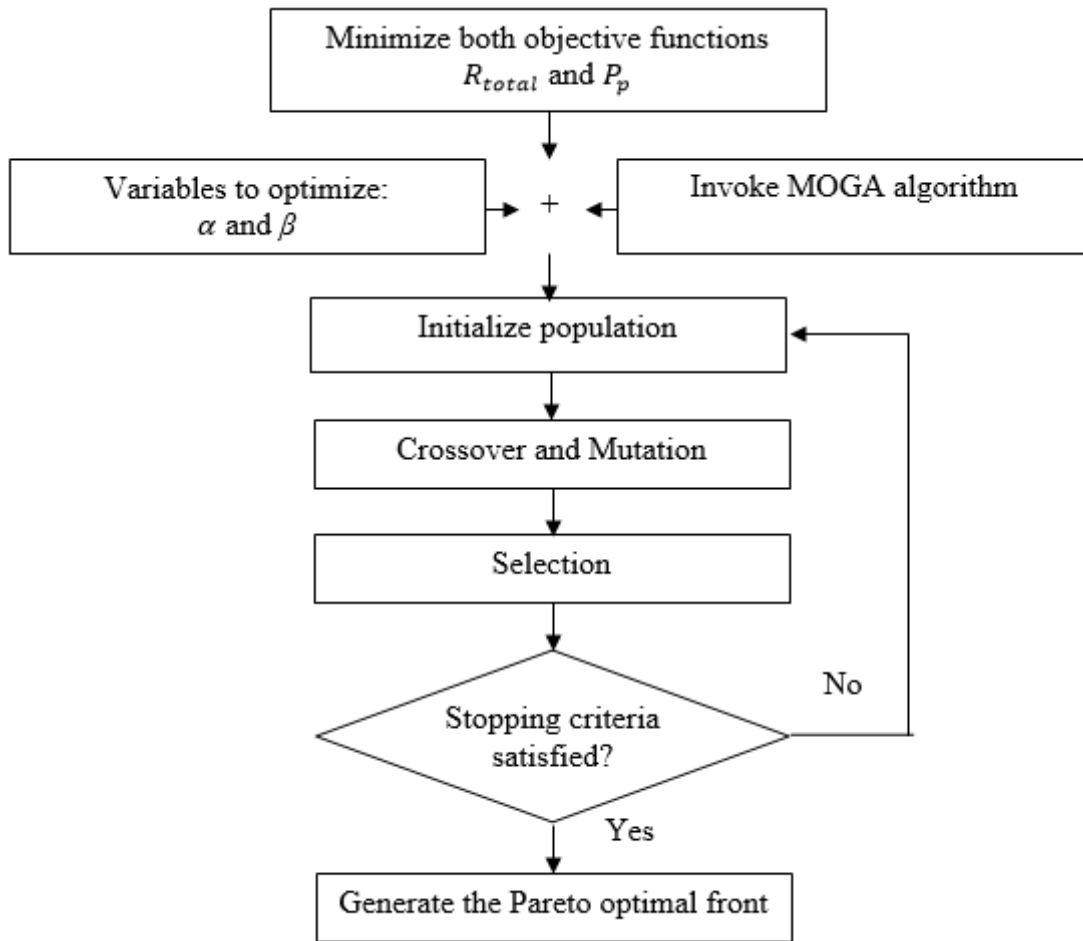 Minimize both objective functions
R_total and P_p
Variables to optimize:
α and β
+
Invoke MOGA algorithm
Initialize population
Crossover and Mutation
Selection
Stopping criteria
satisfied?
No
Yes
Generate the Pareto optimal front